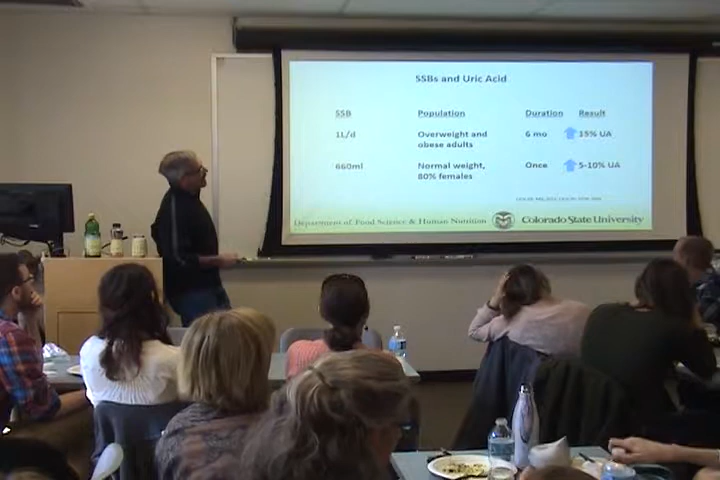 SSBs and Uric Acid
SSB Population Duration Result
1L/d Overweight and obese adults 6 mo 15% UA
660ml Normal weight, 80% females Once 5-10% UA
Department of Food Science & Human Nutrition Colorado State University